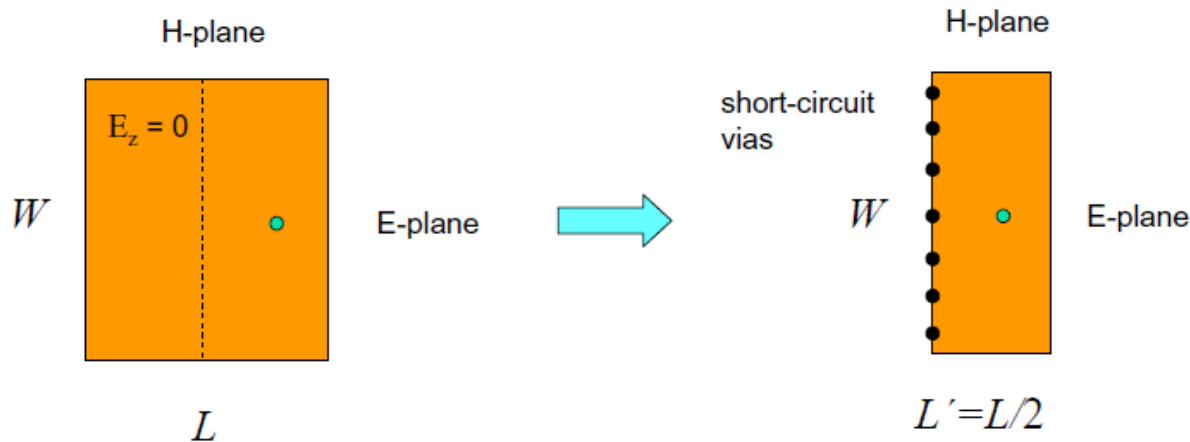 H-plane
E_z = 0
W
E-plane
L
H-plane
short-circuit
vias
W
E-plane
L´=L/2